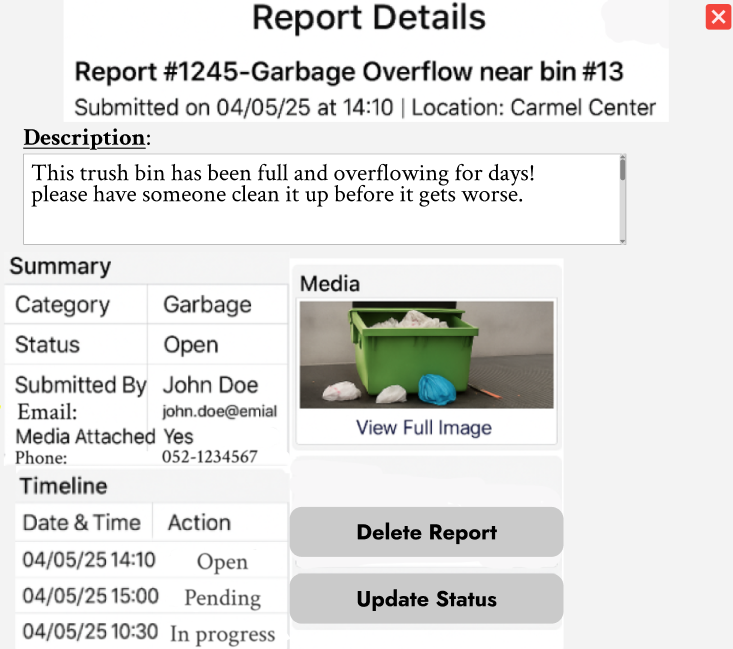 Report Details
Report #1245-Garbage Overflow near bin #13
Submitted on 04/05/25 at 14:10 | Location: Carmel Center
Description:
This trush bin has been full and overflowing for days!
please have someone clean it up before it gets worse.
Summary
Category Garbage
Status Open
Submitted By John Doe
Email: john.doe@emial
Media Attached Yes
Phone: 052-1234567
Media
View Full Image
Timeline
Date & Time Action
04/05/25 14:10 Open
04/05/25 15:00 Pending
04/05/25 10:30 In progress
Delete Report
Update Status